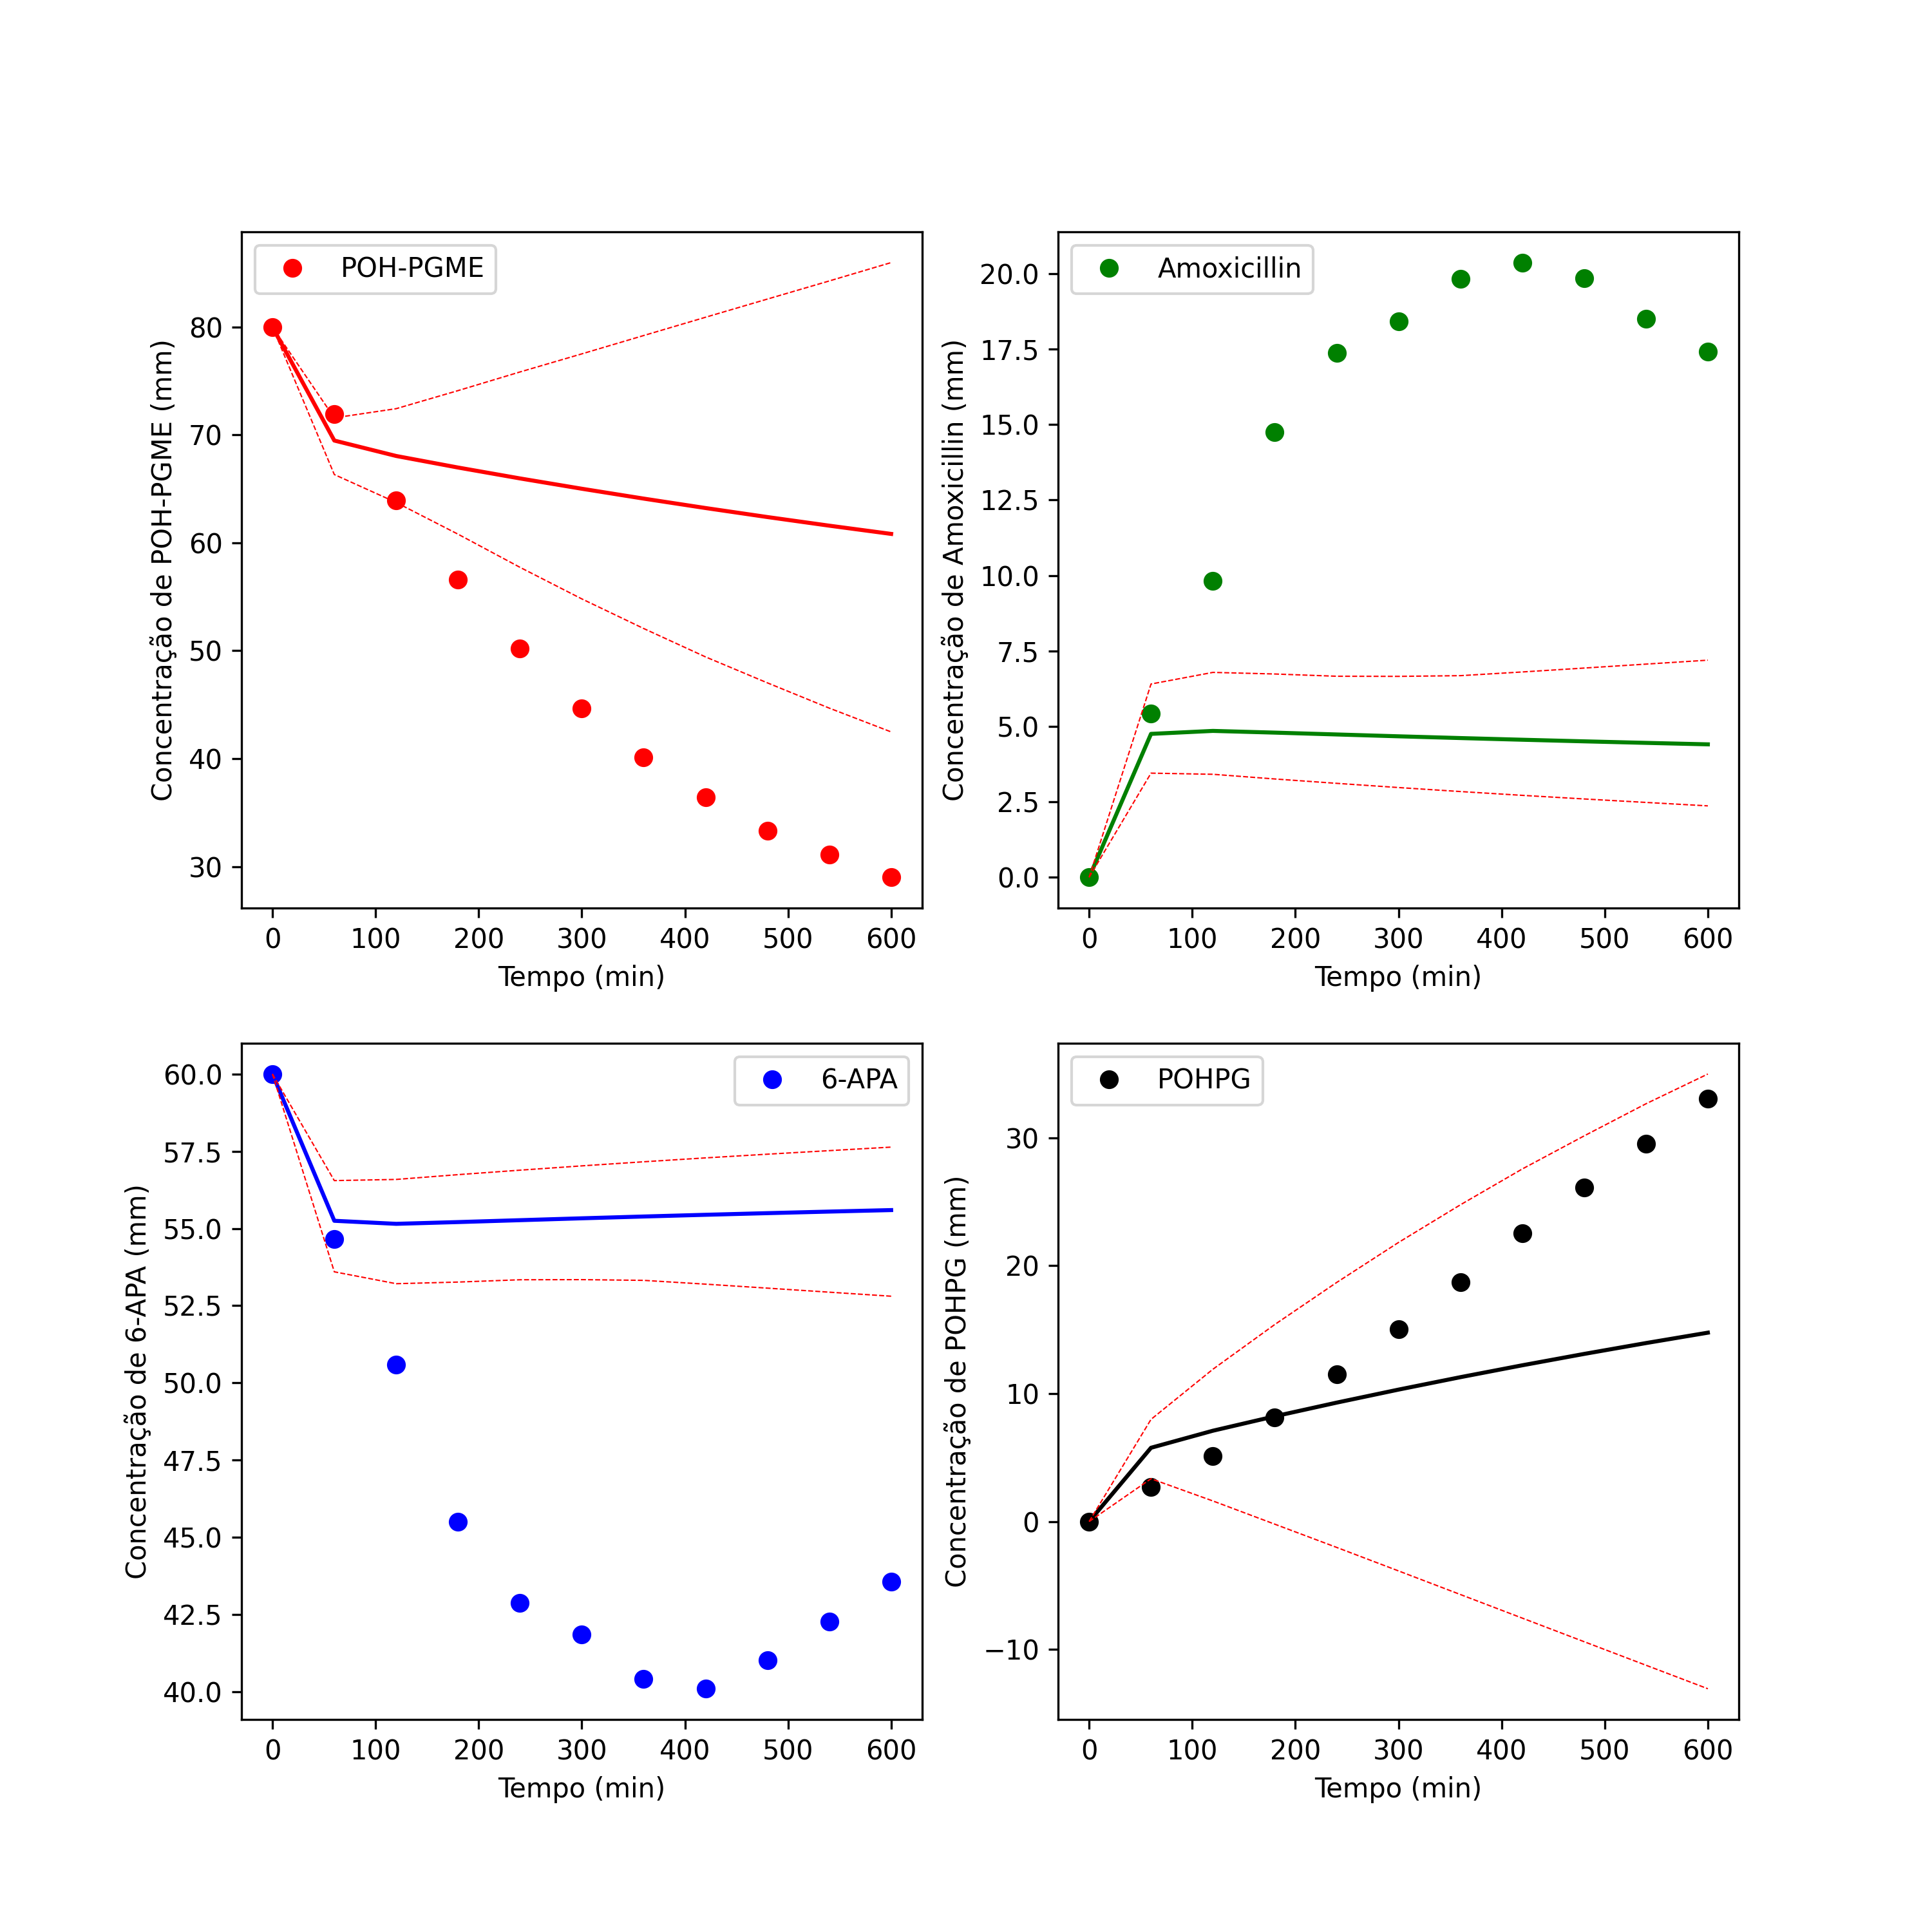 POH-PGME
Concentração de POH-PGME (mm)
80
70
60
50
40
30
0 100 200 300 400 500 600
Tempo (min)
Amoxicillin
Concentração de Amoxicillin (mm)
20.0
17.5
15.0
12.5
10.0
7.5
5.0
2.5
0.0
0 100 200 300 400 500 600
Tempo (min)
6-APA
Concentração de 6-APA (mm)
60.0
57.5
55.0
52.5
50.0
47.5
45.0
42.5
40.0
0 100 200 300 400 500 600
Tempo (min)
POHPG
Concentração de POHPG (mm)
30
20
10
0
−10
0 100 200 300 400 500 600
Tempo (min)